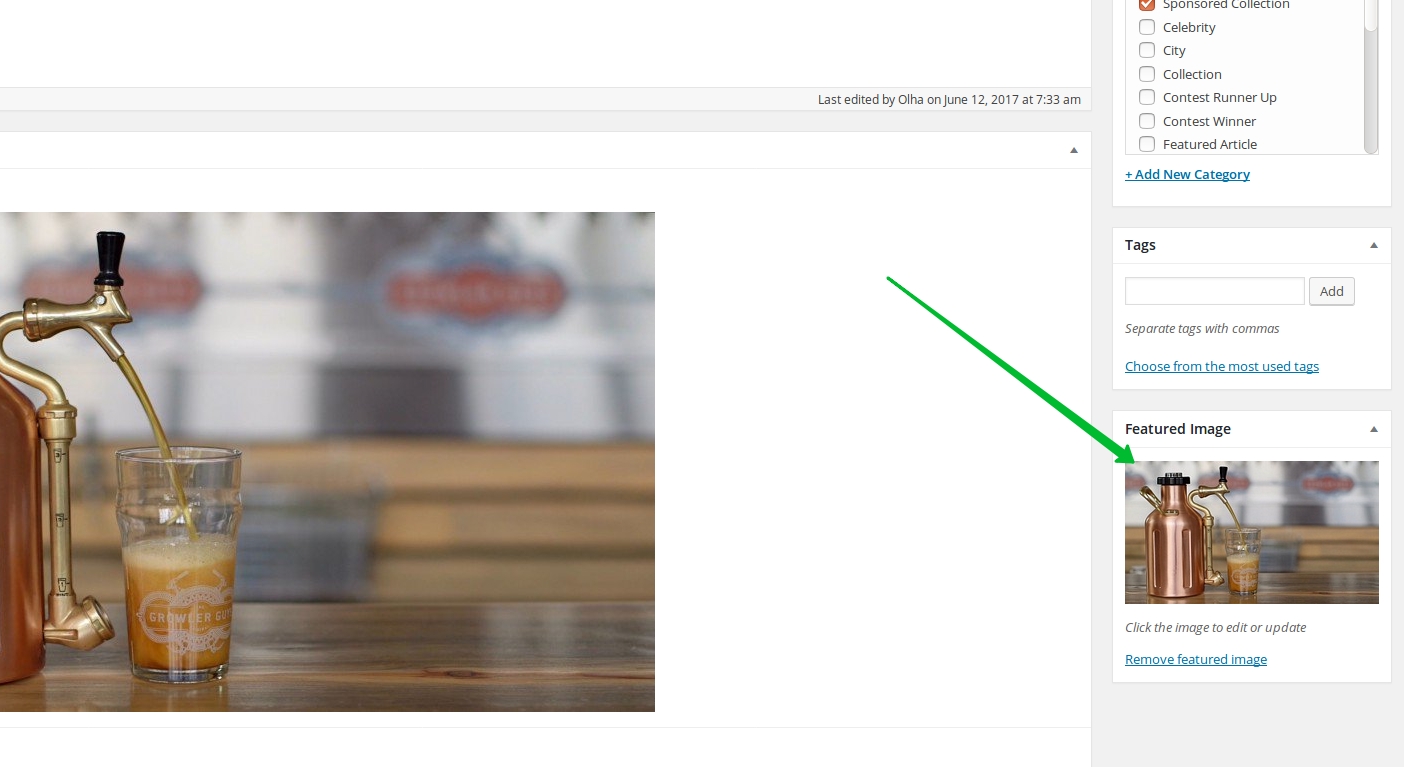 Sponsored Collection
Celebrity
City
Collection
Contest Runner Up
Contest Winner
Featured Article
+ Add New Category
Last edited by Olha on June 12, 2017 at 7:33 am
Tags
Add
Separate tags with commas
Choose from the most used tags
Featured Image
Click the image to edit or update
Remove featured image
GROWLER GUYS